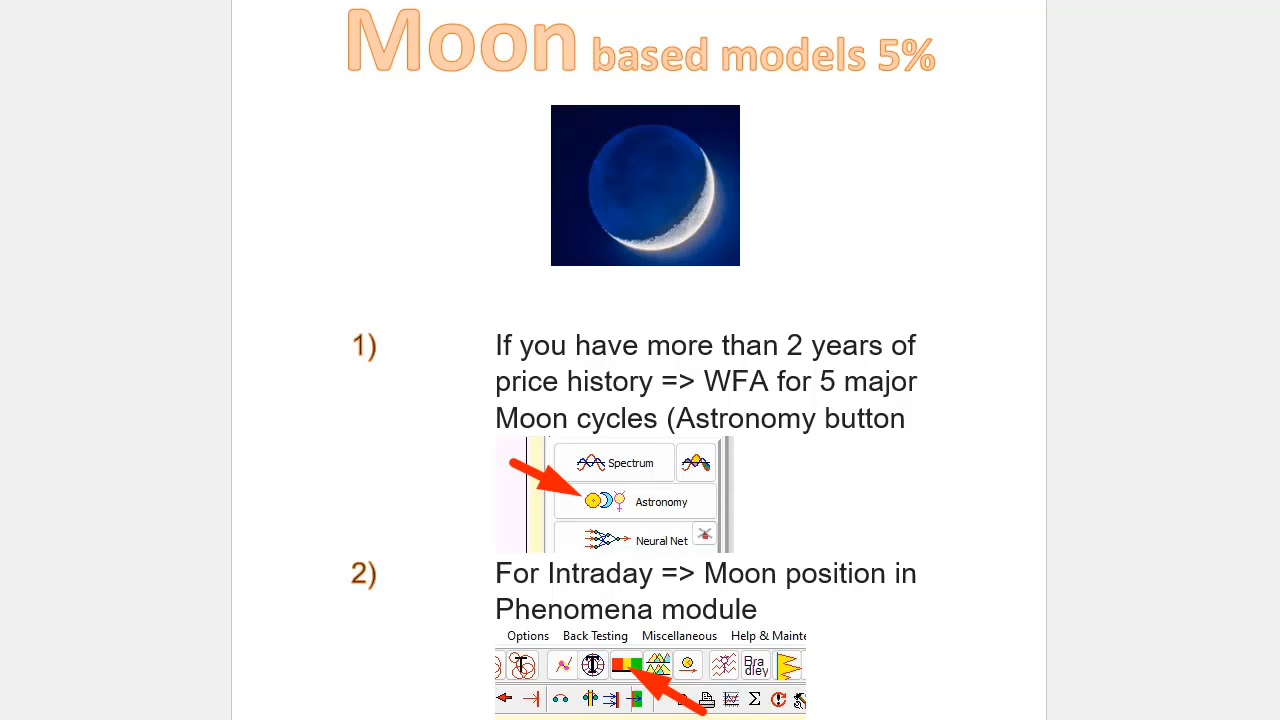 Moon based models 5%
1) If you have more than 2 years of
price history => WFA for 5 major
Moon cycles (Astronomy button
Spectrum
Astronomy
Neural Net
2) For Intraday => Moon position in
Phenomena module
Options Back Testing Miscellaneous Help & Mainte
T T Bra
dley
Σ